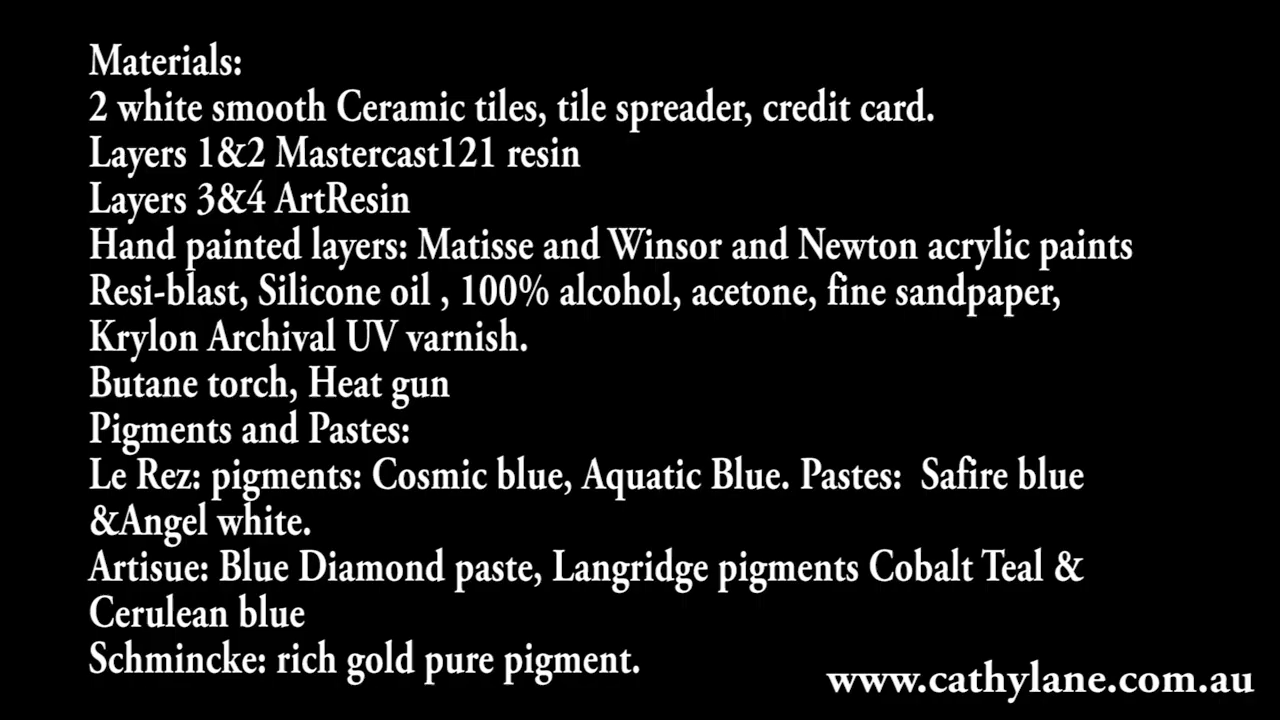 Materials:
2 white smooth Ceramic tiles, tile spreader, credit card.
Layers 1&2 Mastercast121 resin
Layers 3&4 ArtResin
Hand painted layers: Matisse and Winsor and Newton acrylic paints
Resi-blast, Silicone oil , 100% alcohol, acetone, fine sandpaper,
Krylon Archival UV varnish.
Butane torch, Heat gun
Pigments and Pastes:
Le Rez: pigments: Cosmic blue, Aquatic Blue. Pastes:  Safire blue
&Angel white.
Artisue: Blue Diamond paste, Langridge pigments Cobalt Teal &
Cerulean blue
Schmincke: rich gold pure pigment.
www.cathylane.com.au